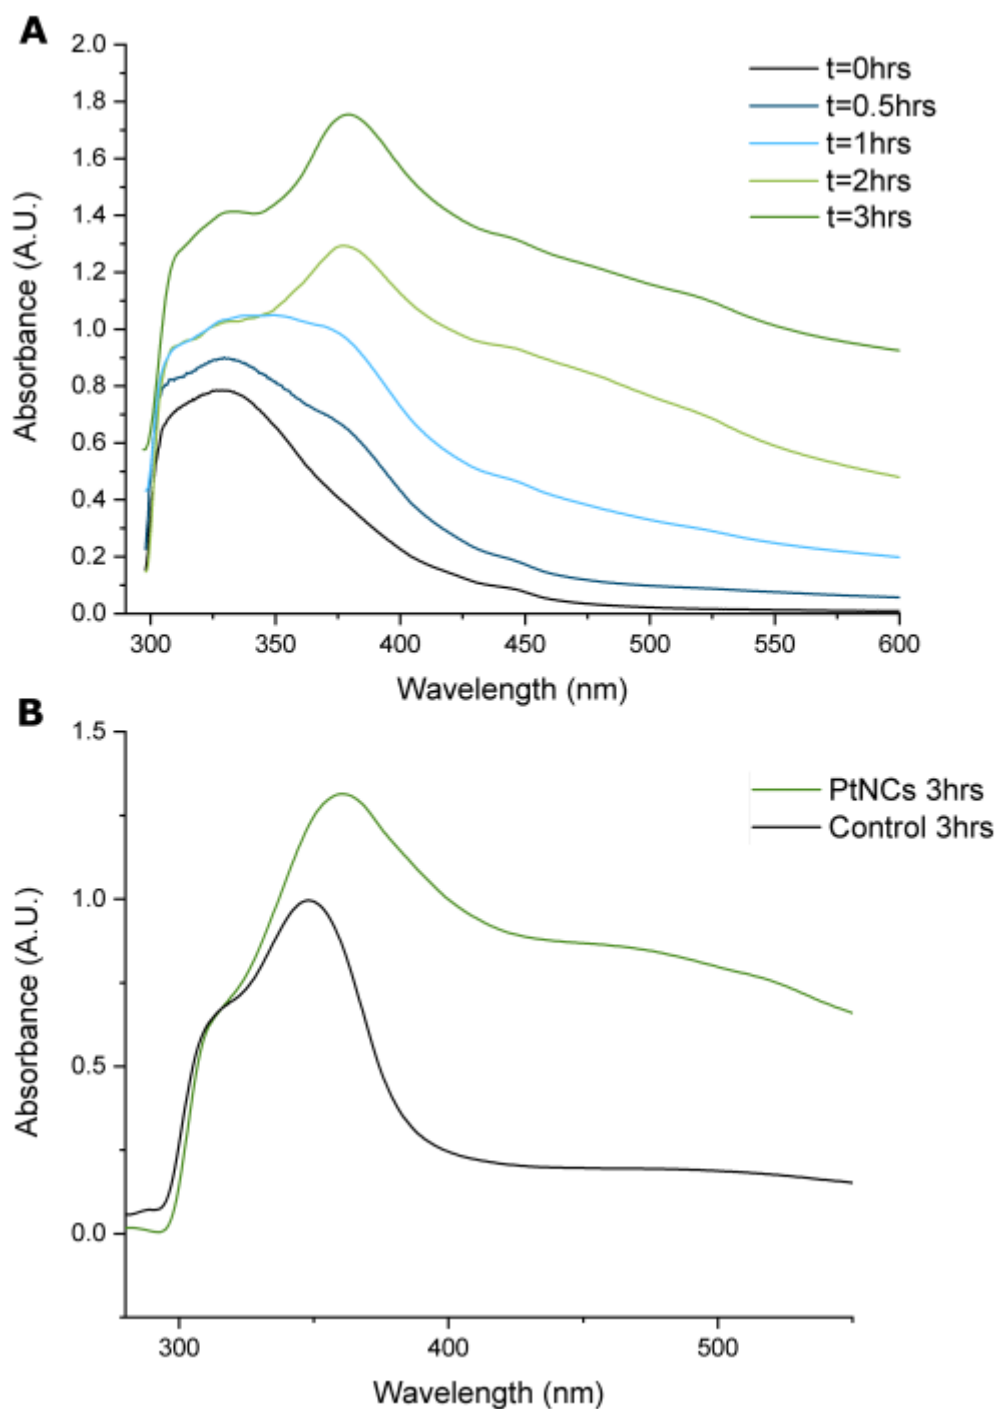 A
2.0
1.8
1.6
1.4
1.2
1.0
0.8
0.6
0.4
0.2
0.0
Absorbance (A.U.)
t=0hrs
t=0.5hrs
t=1hrs
t=2hrs
t=3hrs
300 350 400 450 500 550 600
Wavelength (nm)
B
1.5
1.0
0.5
0.0
Absorbance (A.U.)
PtNCs 3hrs
Control 3hrs
300 400 500
Wavelength (nm)